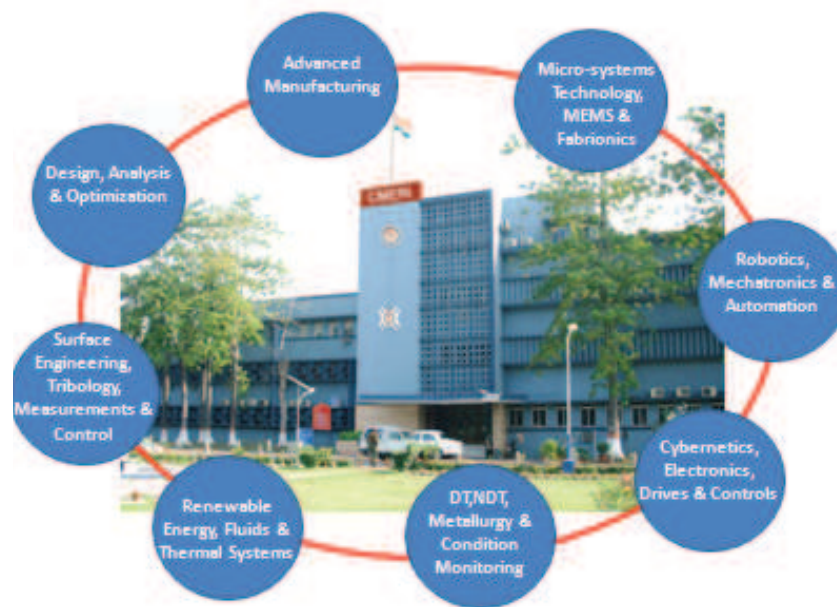 Advanced
Manufacturing
Micro-systems
Technology,
MEMS &
Fabrionics
Design, Analysis
& Optimization
CMERI
Robotics,
Mechatronics &
Automation
Surface
Engineering,
Tribology,
Measurements &
Control
Cybernetics,
Electronics,
Drives & Controls
Renewable
Energy, Fluids &
Thermal Systems
DT,NDT,
Metallurgy &
Condition
Monitoring